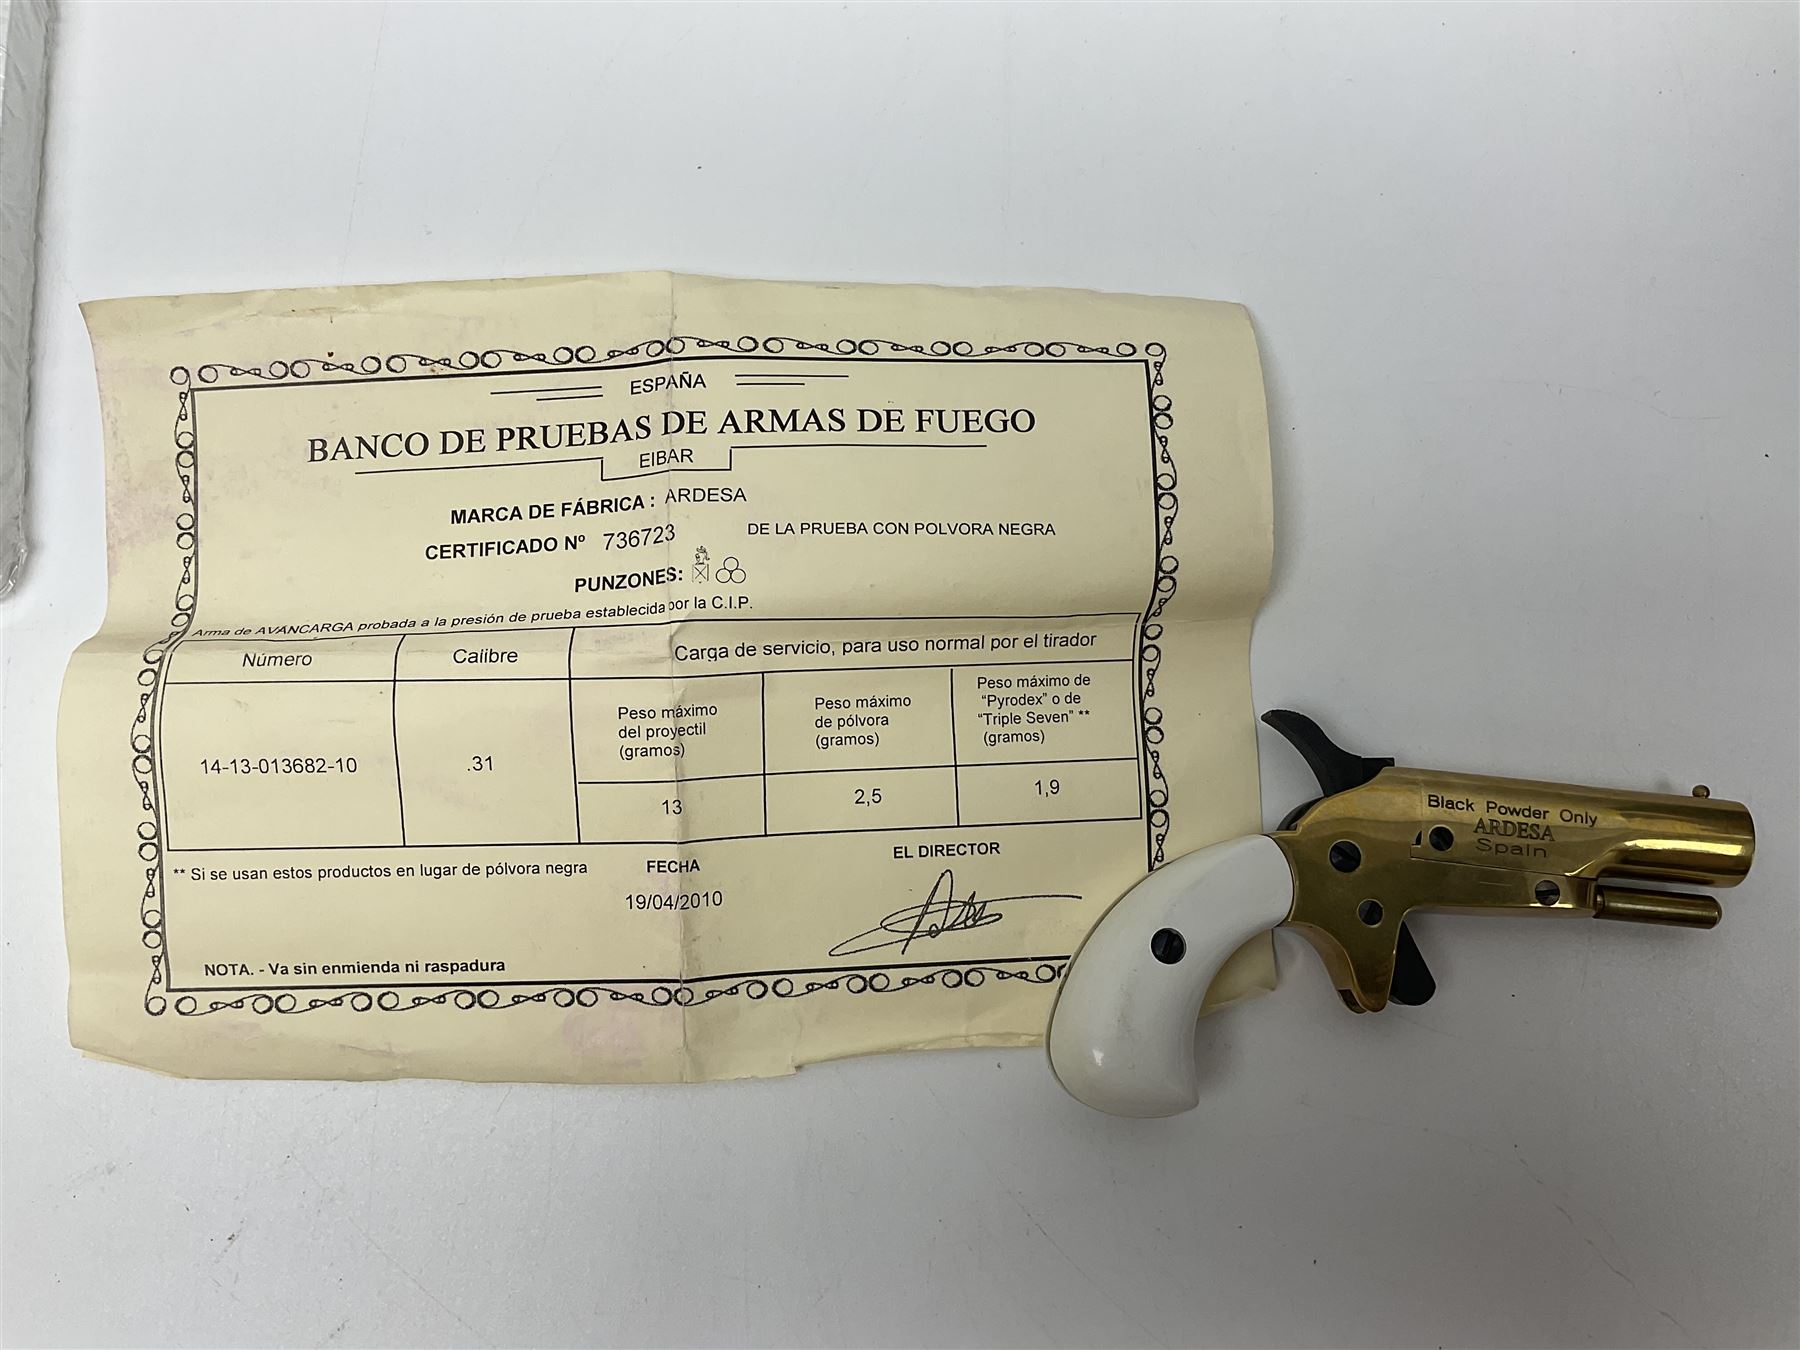 ESPAÑA
BANCO DE PRUEBAS DE ARMAS DE FUEGO
EIBAR
MARCA DE FÁBRICA : ARDESA
CERTIFICADO Nº 736723 DE LA PRUEBA CON POLVORA NEGRA
PUNZONES:
Arma de AVANCARGA probada a la presión de prueba establecida por la C.I.P.
Número Calibre Carga de servicio, para uso normal por el tirador
Peso máximo
del proyectil
(gramos)
Peso máximo
de pólvora
(gramos)
Peso máximo de
"Pyrodex" o de
"Triple Seven" **
(gramos)
14-13-013682-10 .31 13 2,5 1,9
** Si se usan estos productos en lugar de pólvora negra
FECHA
19/04/2010
EL DIRECTOR
NOTA. - Va sin enmienda ni raspadura
Black Powder Only
ARDESA
Spain